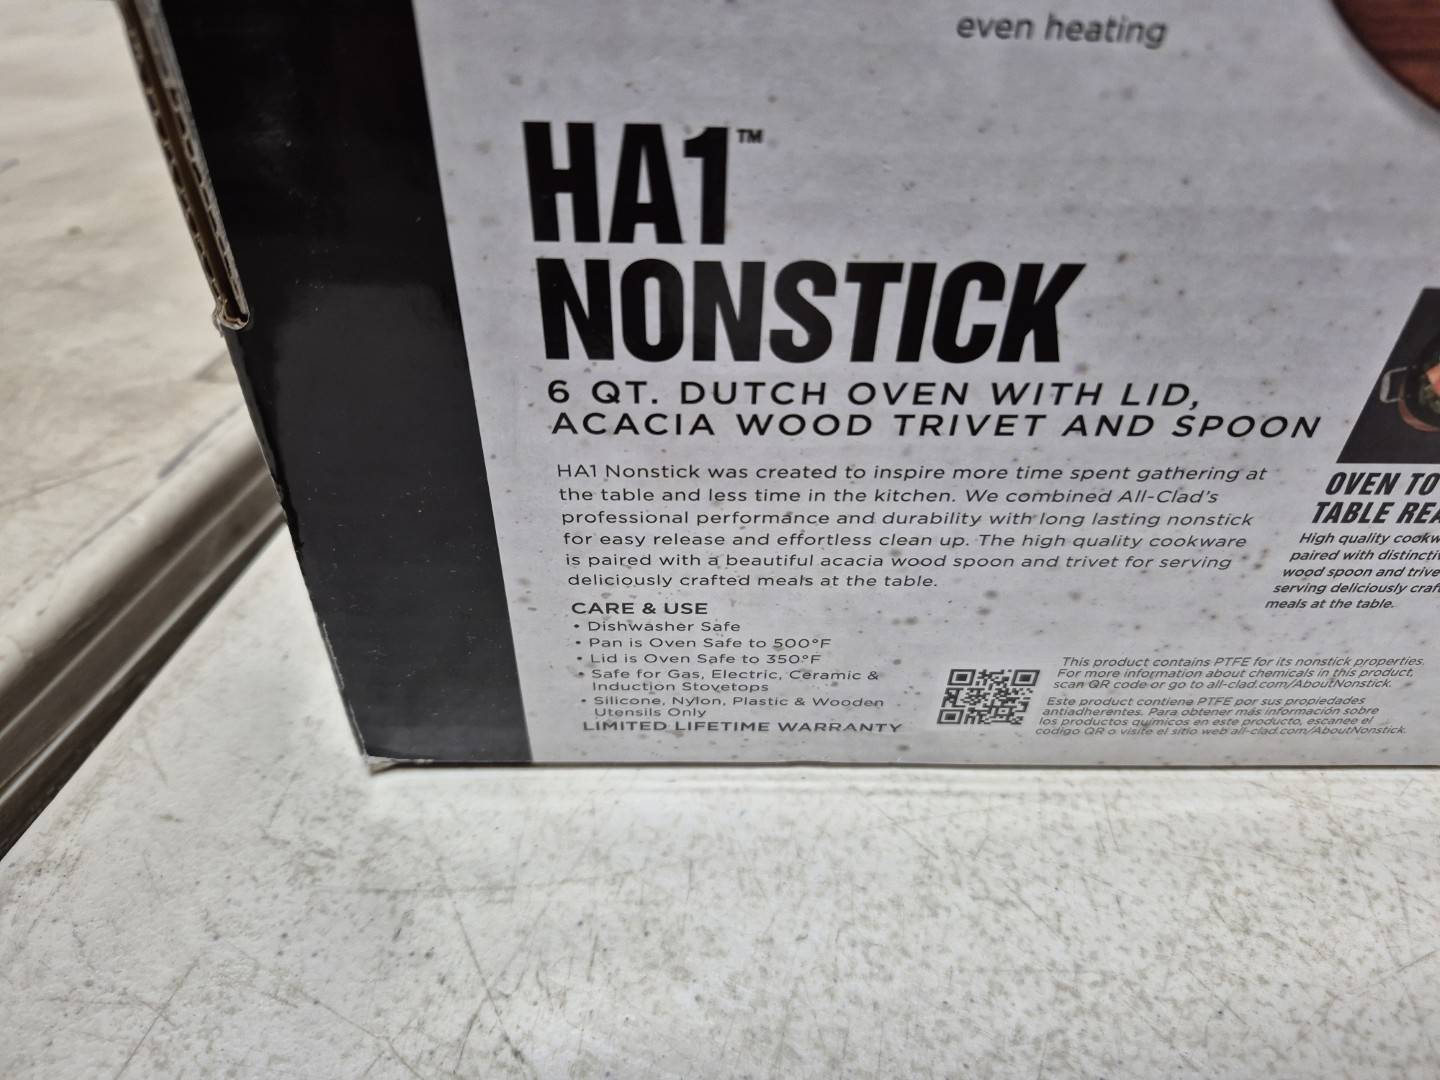 even heating
HA1™
NONSTICK
6 QT. DUTCH OVEN WITH LID,
ACACIA WOOD TRIVET AND SPOON
HA1 Nonstick was created to inspire more time spent gathering at
the table and less time in the kitchen. We combined All-Clad's
professional performance and durability with long lasting nonstick
for easy release and effortless clean up. The high quality cookware
is paired with a beautiful acacia wood spoon and trivet for serving
deliciously crafted meals at the table.
CARE & USE
• Dishwasher Safe
• Pan is Oven Safe to 500°F
• Lid is Oven Safe to 350°F
• Safe for Gas, Electric, Ceramic &
Induction Stovetops
• Silicone, Nylon, Plastic & Wooden
Utensils Only
LIMITED LIFETIME WARRANTY
This product contains PTFE for its nonstick properties.
For more information about chemicals in this product,
scan QR code or go to all-clad.com/AboutNonstick.
Este product contiene PTFE por sus propiedades
antiadherentes. Para obtener más información sobre
los productos químicos en este producto, escanee el
codigo QR o visite el sitio web all-clad.com/AboutNonstick.
OVEN TO
TABLE REA
High quality cookw
paired with distincti
wood spoon and trive
serving deliciously craf
meals at the table.